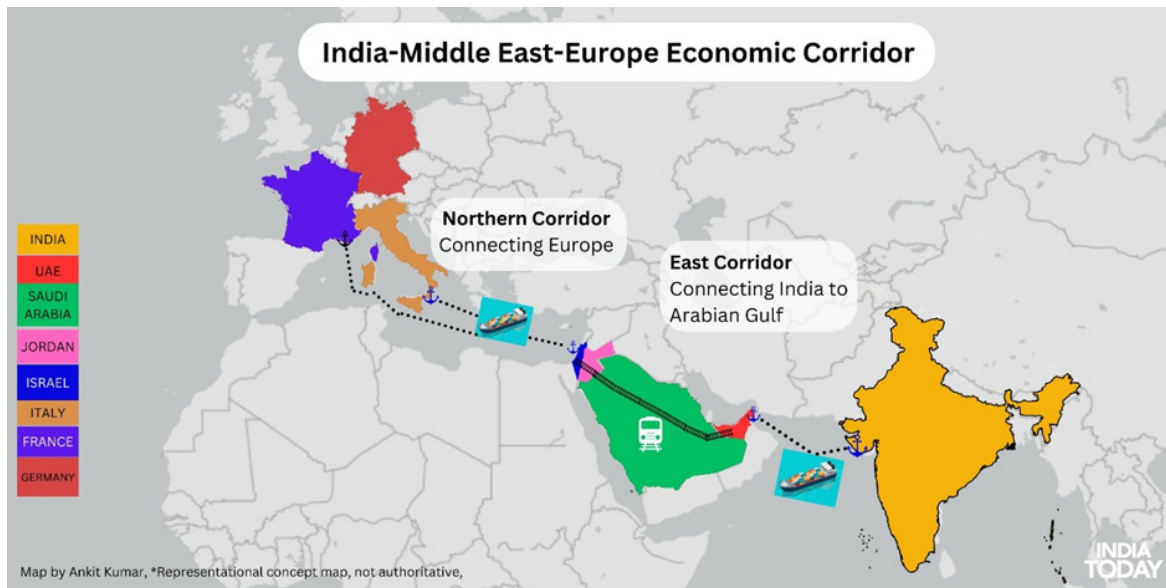 India-Middle East-Europe Economic Corridor
Northern Corridor
Connecting Europe
East Corridor
Connecting India to
Arabian Gulf
INDIA
UAE
SAUDI
ARABIA
JORDAN
ISRAEL
ITALY
FRANCE
GERMANY
Map by Ankit Kumar, *Representational concept map, not authoritative,
INDIA
TODAY